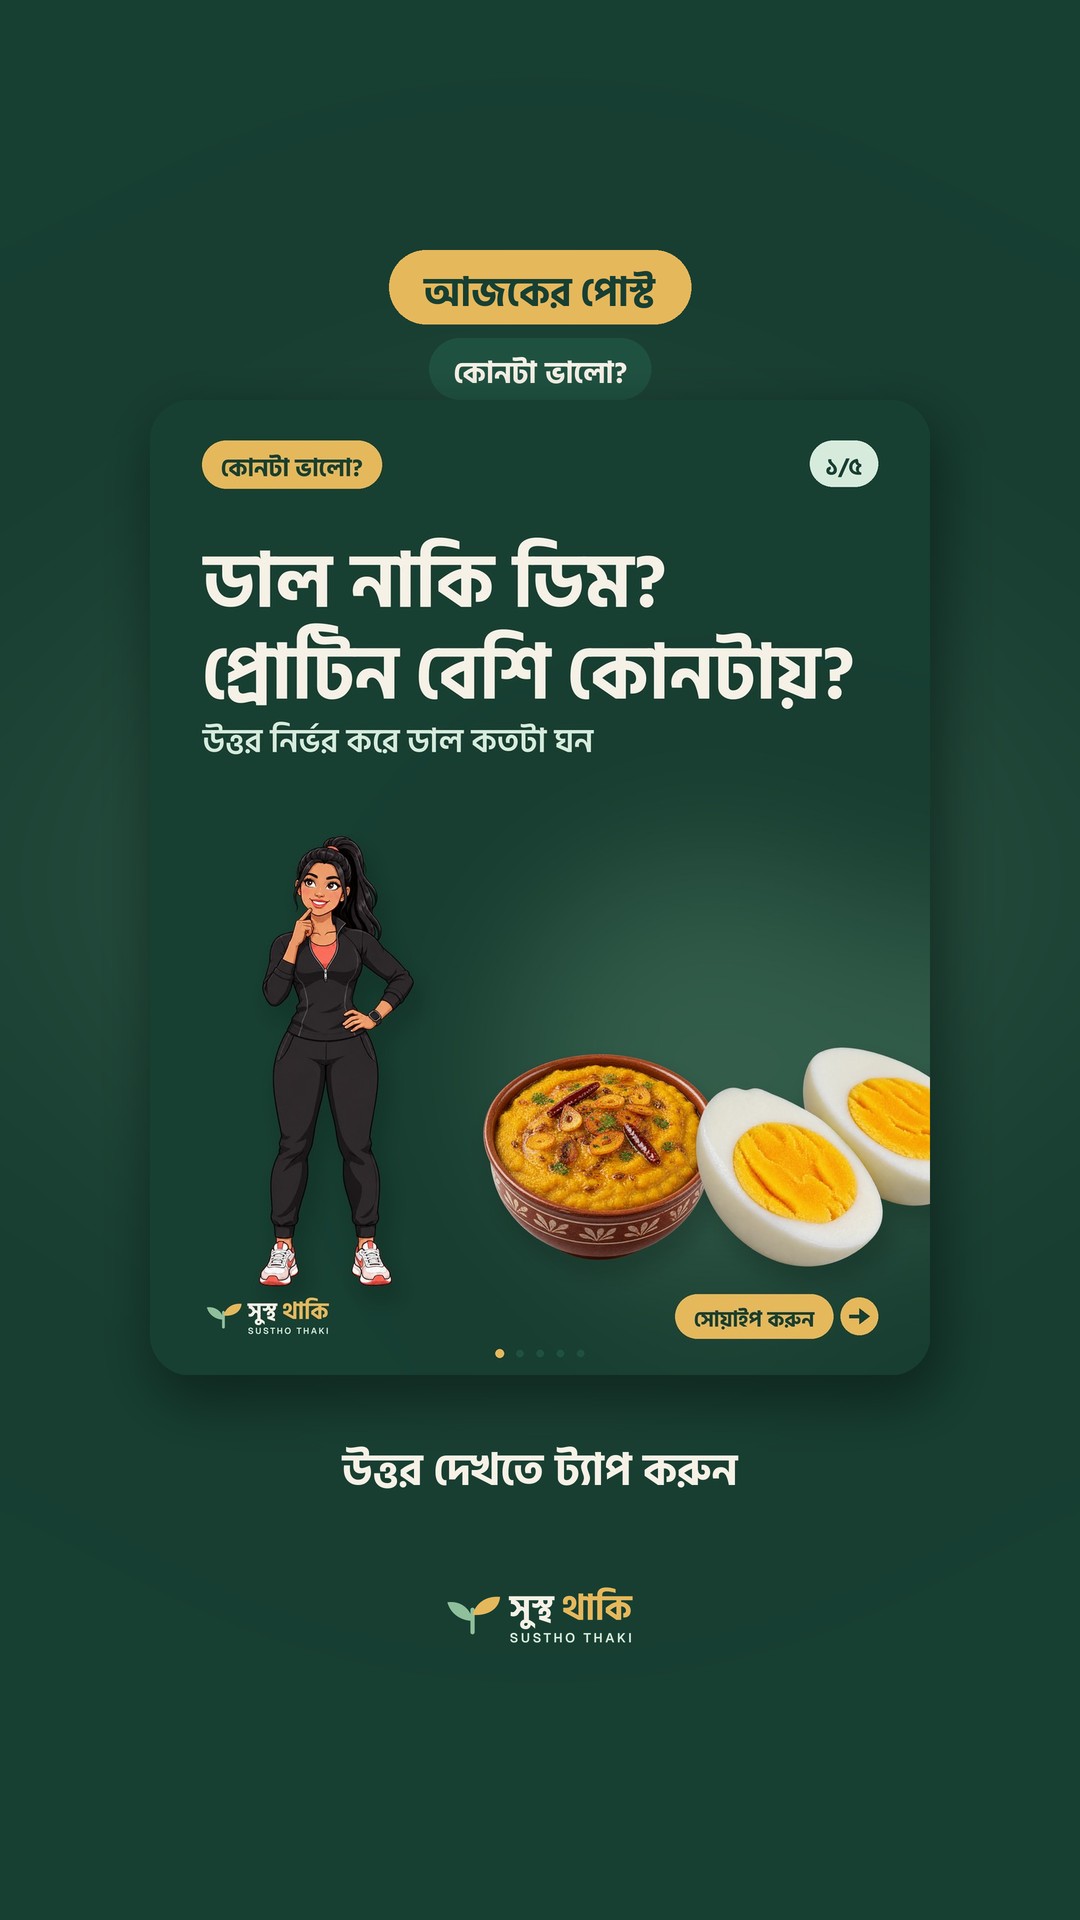 আজকের পোস্ট
কোনটা ভালো?
কোনটা ভালো?
১/৫
ডাল নাকি ডিম?
প্রোটিন বেশি কোনটায়?
উত্তর নির্ভর করে ডাল কতটা ঘন
সুস্থ থাকি
SUSTHO THAKI
সোয়াইপ করুন
উত্তর দেখতে ট্যাপ করুন
সুস্থ থাকি
SUSTHO THAKI